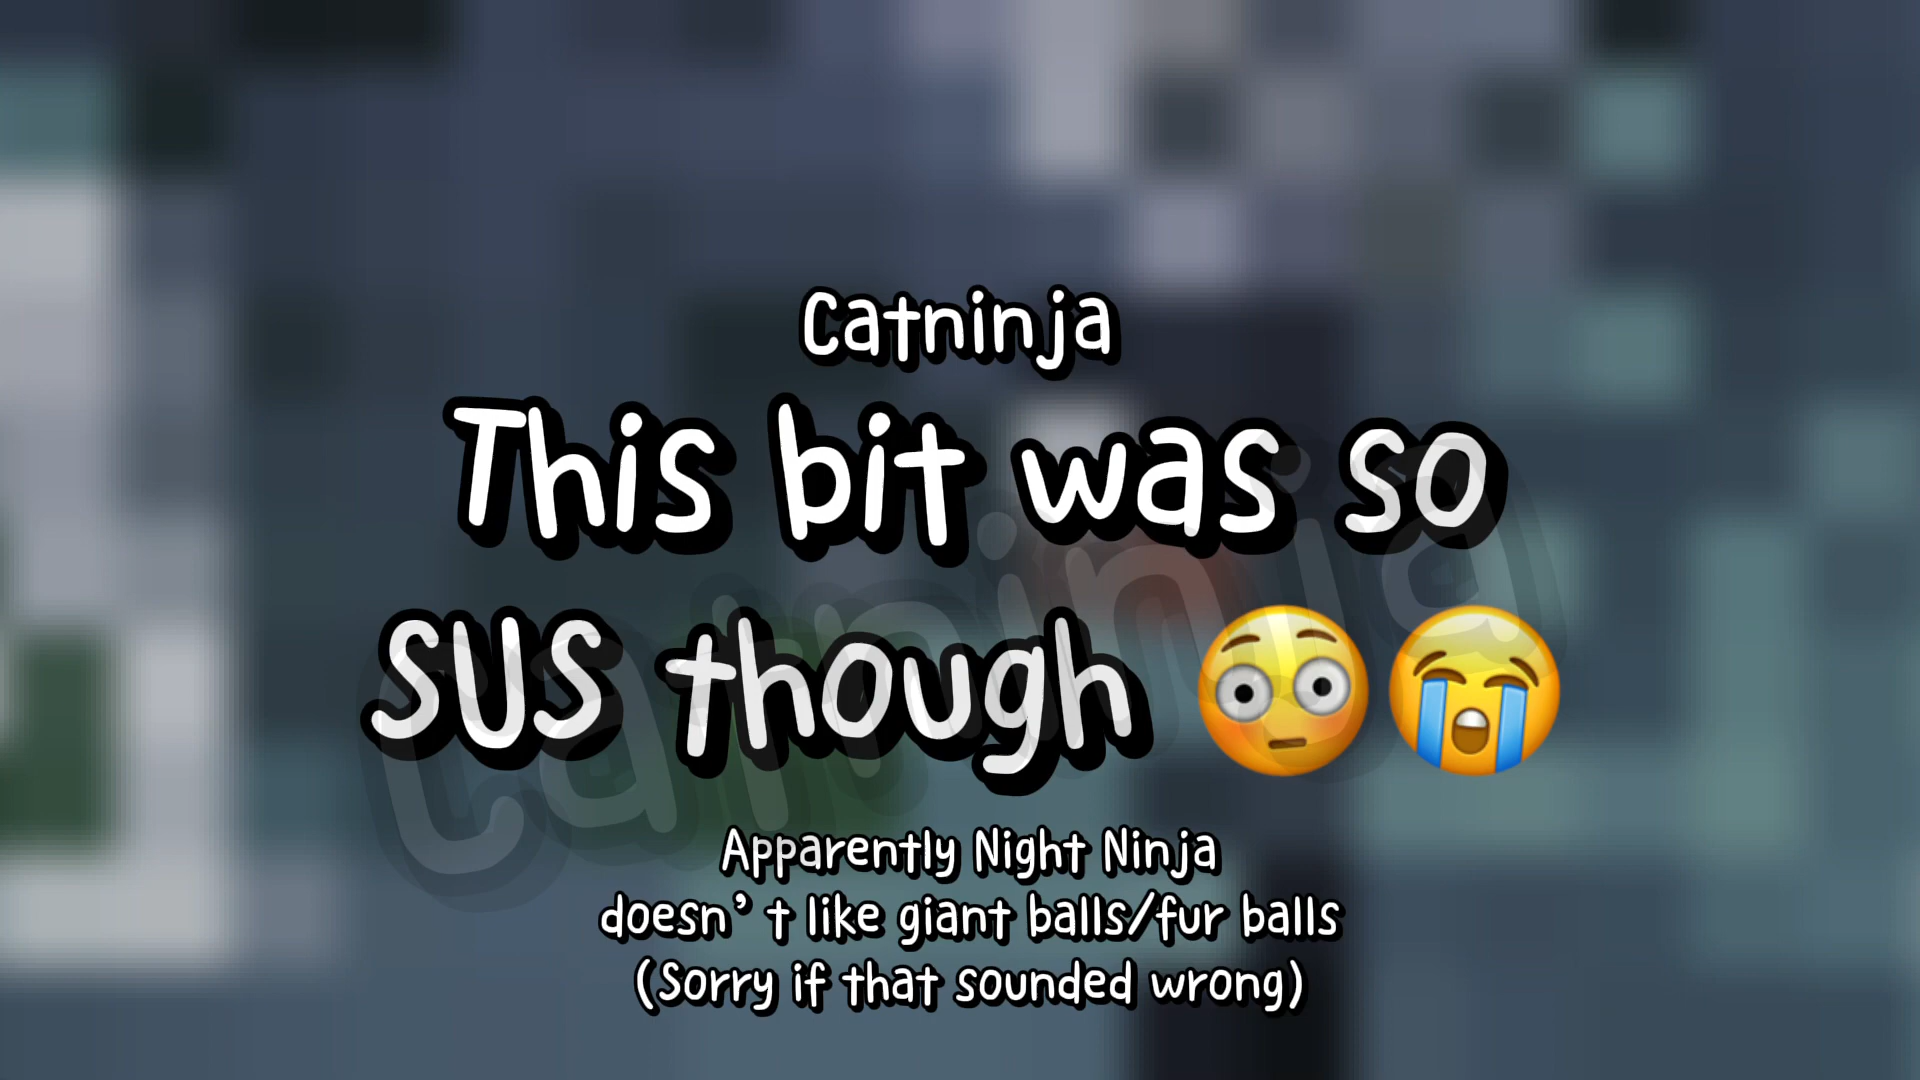 Catninja
This bit was so
SUS though 😳😭
Apparently Night Ninja
doesn’t like giant balls/fur balls
(Sorry if that sounded wrong)
Catninja